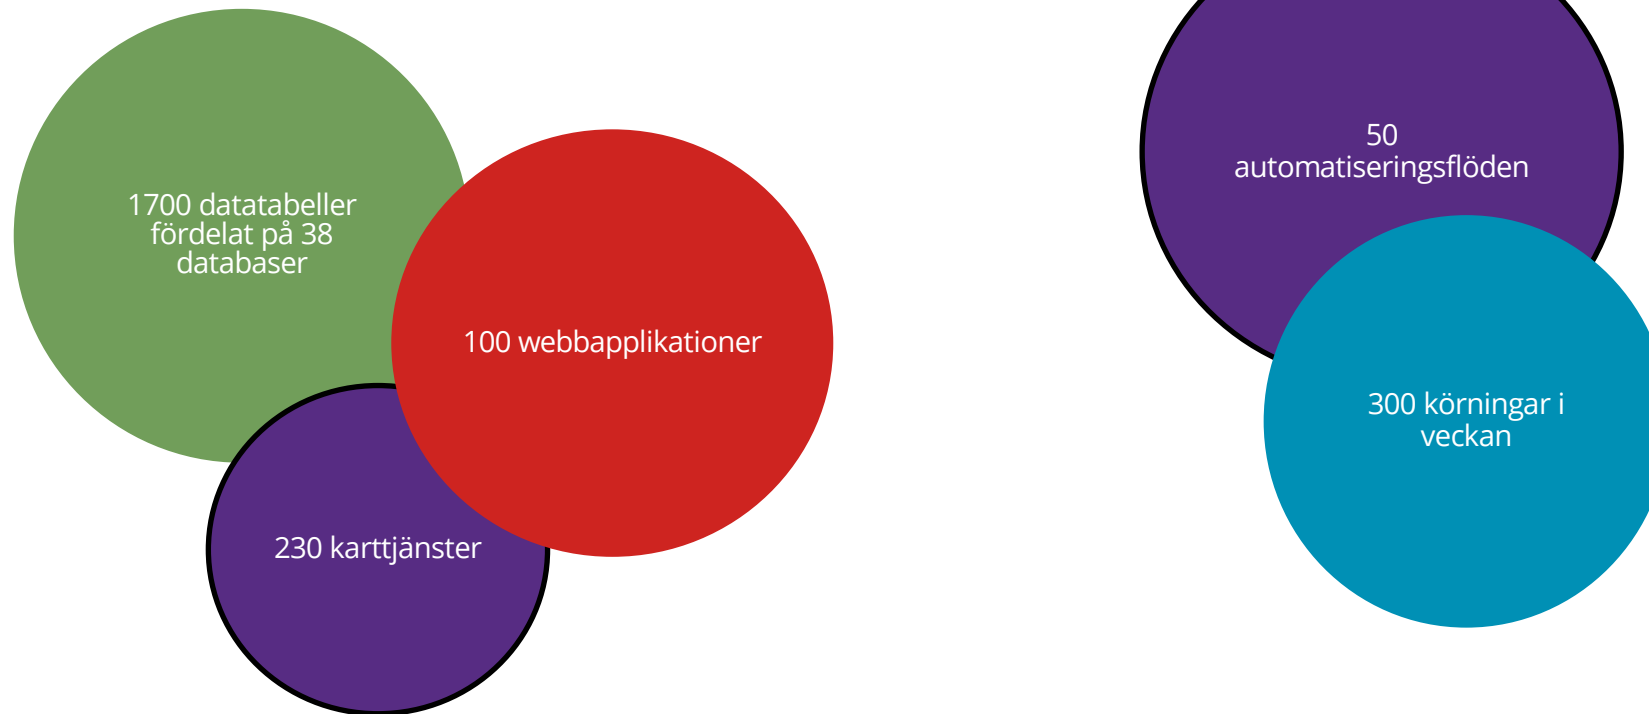 1700 datatabeller
fördelat på 38
databaser
100 webbapplikationer
230 karttjänster
50
automatiseringsflöden
300 körningar i
veckan